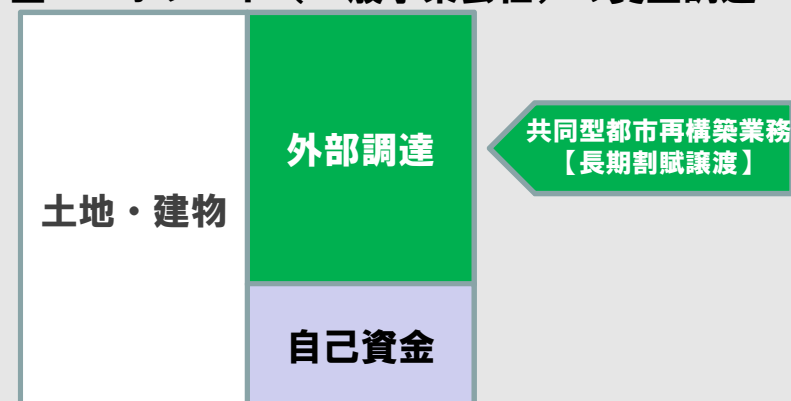 外部調達
共同型都市再構築業務
【長期割賦譲渡】
土地・建物
自己資金